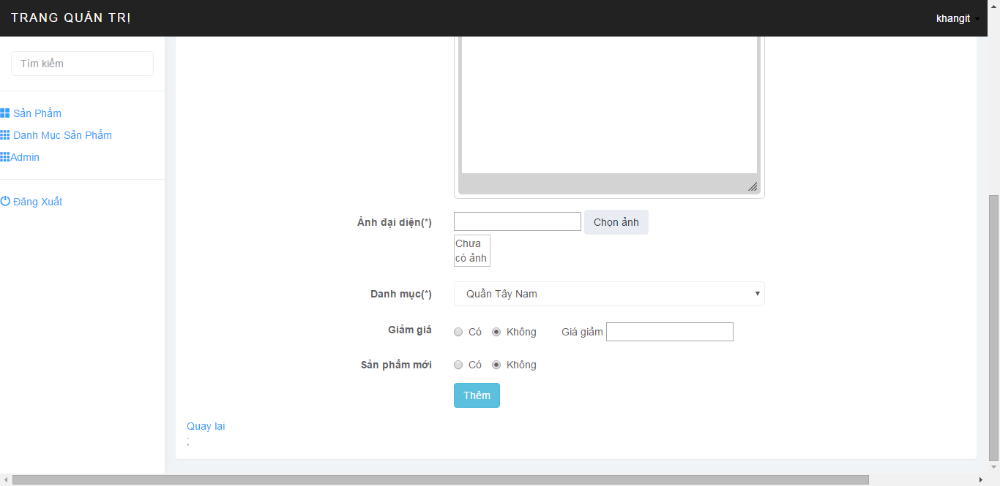 TRANG QUẢN TRỊ
khangit
Tìm kiếm
Sản Phẩm
Danh Mục Sản Phẩm
Admin
Đăng Xuất
Ảnh đại diện(*)
Chọn ảnh
Chưa
có ảnh
Danh mục(*)
Quần Tây Nam
Giảm giá
Có Không Giá giảm
Sản phẩm mới
Có Không
Thêm
Quay lại
;